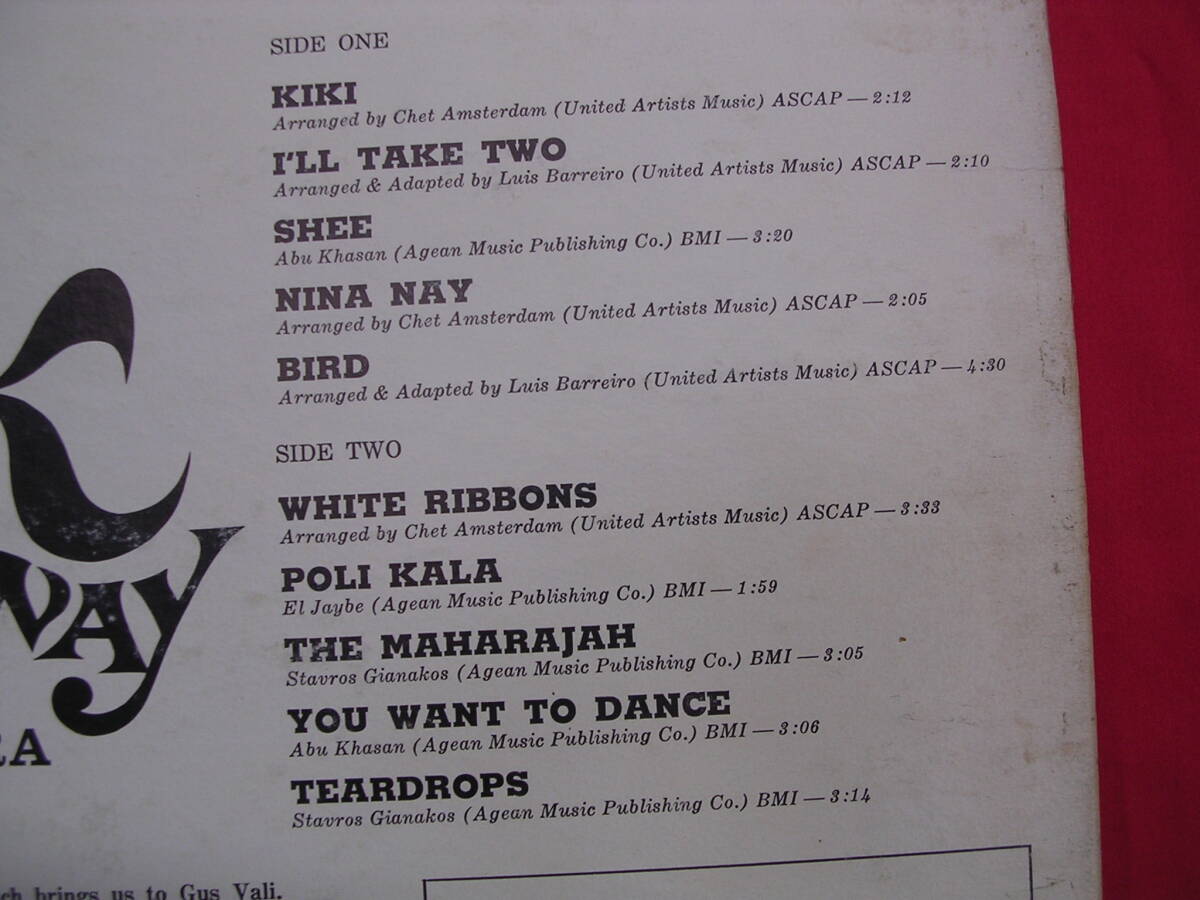 SIDE ONE
KIKI
Arranged by Chet Amsterdam (United Artists Music) ASCAP — 2:12
I'LL TAKE TWO
Arranged & Adapted by Luis Barreiro (United Artists Music) ASCAP — 2:10
SHEE
Abu Khasan (Agean Music Publishing Co.) BMI — 3:20
NINA NAY
Arranged by Chet Amsterdam (United Artists Music) ASCAP — 2:05
BIRD
Arranged & Adapted by Luis Barreiro (United Artists Music) ASCAP — 4:30
SIDE TWO
WHITE RIBBONS
Arranged by Chet Amsterdam (United Artists Music) ASCAP — 3:33
POLI KALA
El Jaybe (Agean Music Publishing Co.) BMI — 1:59
THE MAHARAJAH
Stavros Gianakos (Agean Music Publishing Co.) BMI — 3:05
YOU WANT TO DANCE
Abu Khasan (Agean Music Publishing Co.) BMI — 3:06
TEARDROPS
Stavros Gianakos (Agean Music Publishing Co.) BMI — 3:14
brings us to Gus Vali.